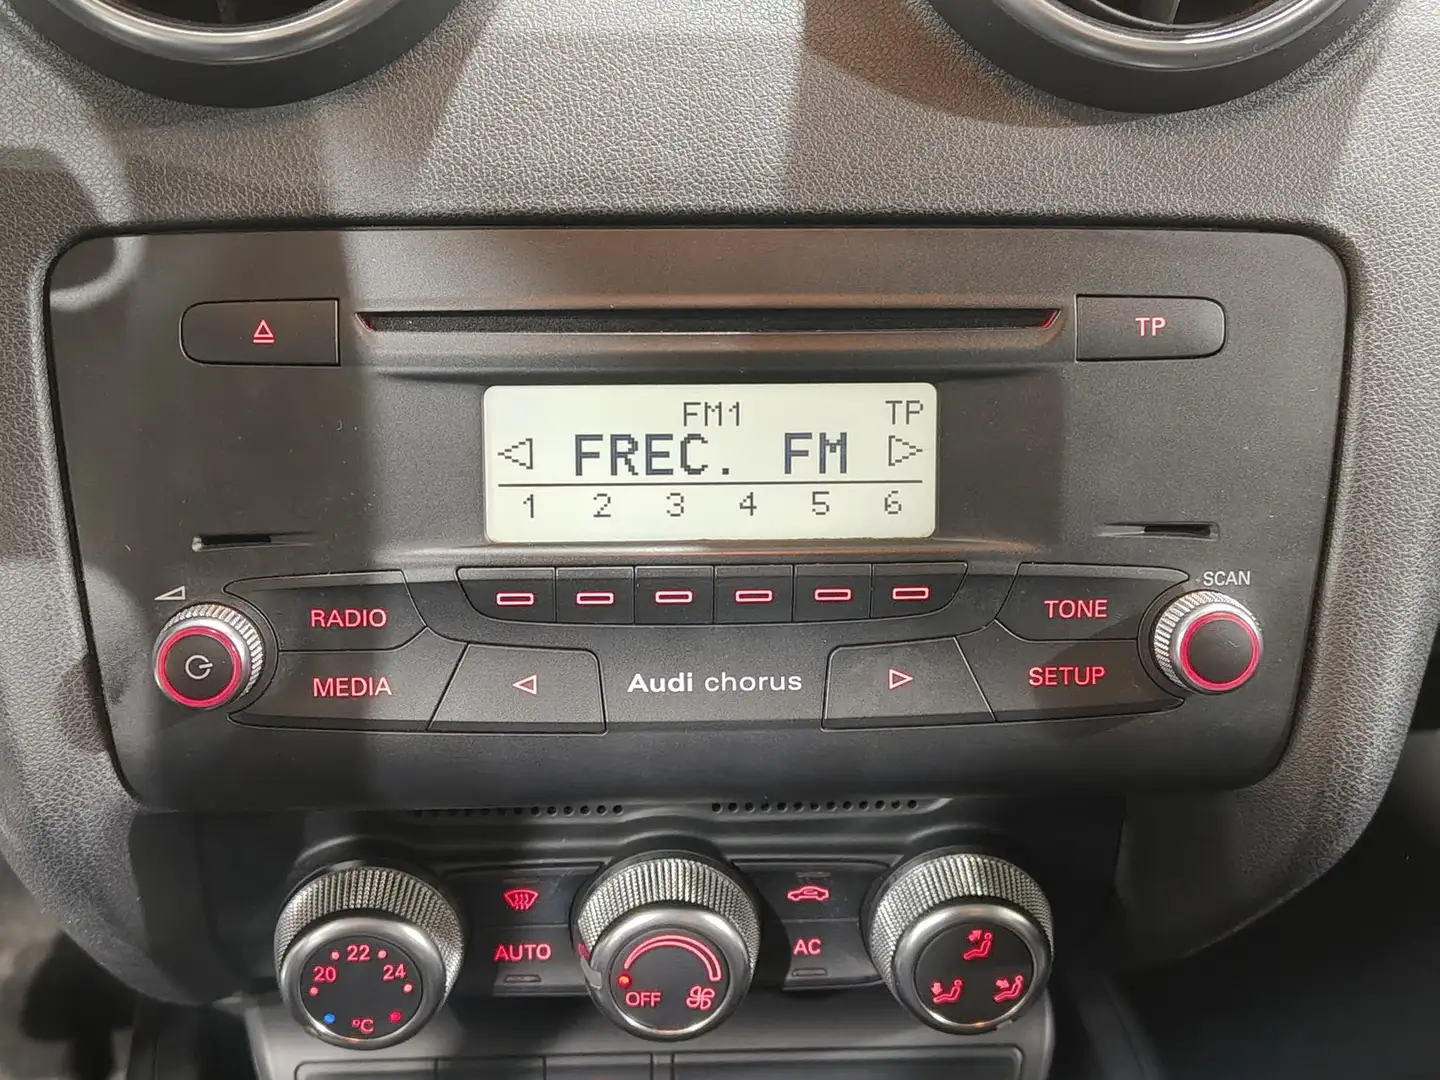 TP
FM1 TP
FREC. FM
1 2 3 4 5 6
SCAN
RADIO
TONE
MEDIA
Audi chorus
SETUP
AUTO
AC
20 22 24
°C
OFF